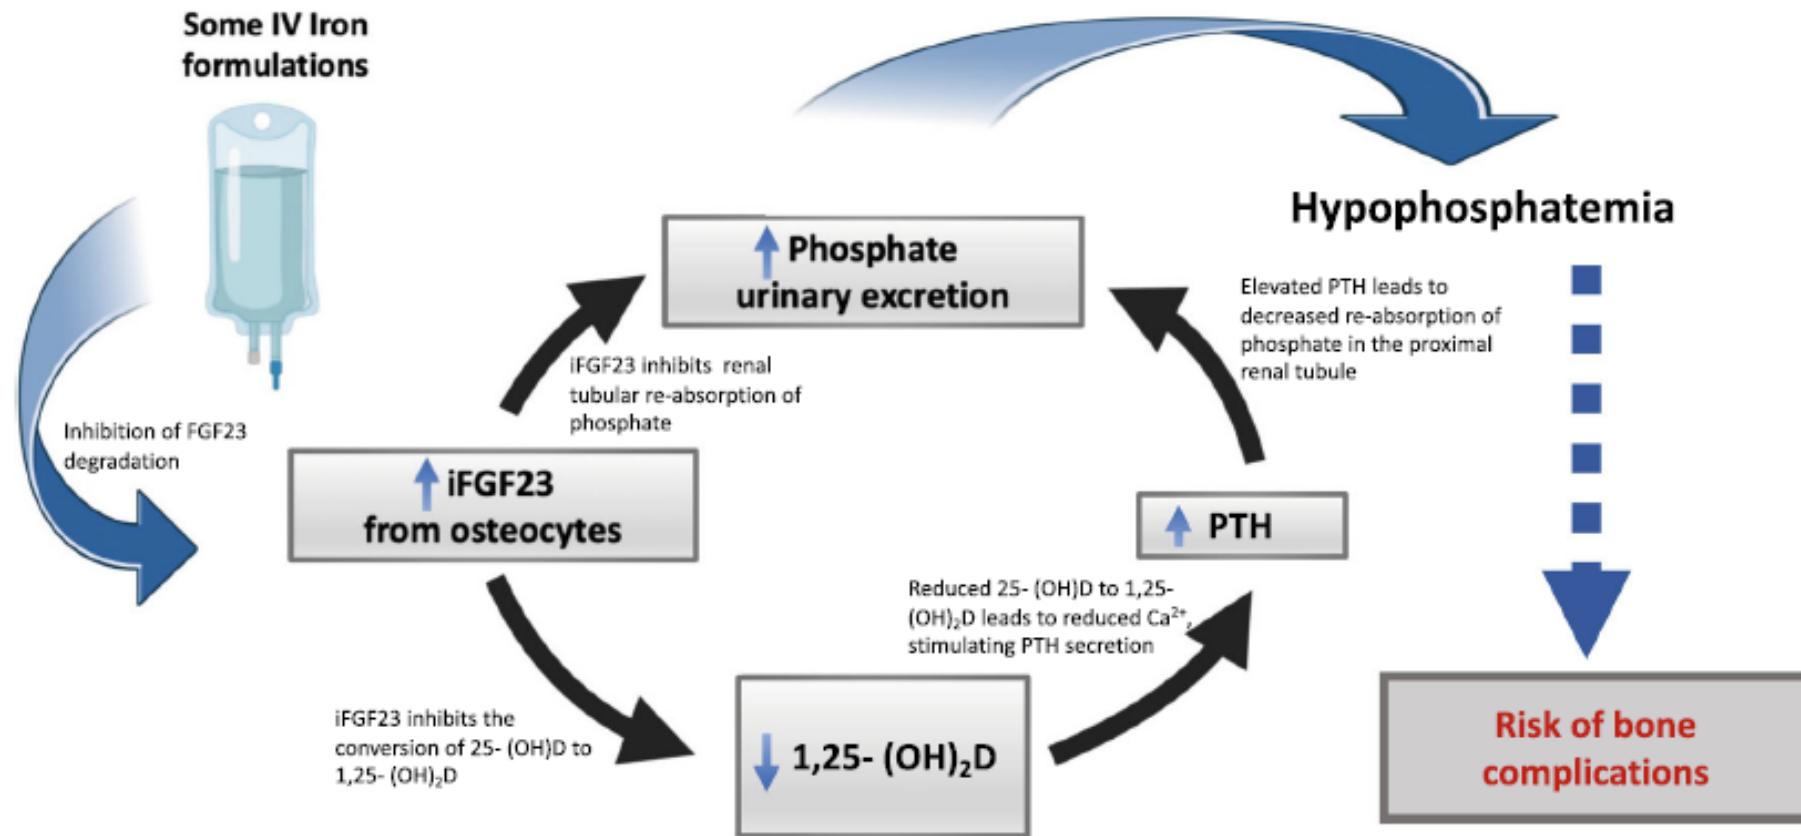 Some IV Iron
formulations
Inhibition of FGF23
degradation
iFGF23
from osteocytes
iFGF23 inhibits renal
tubular re-absorption of
phosphate
Phosphate
urinary excretion
iFGF23 inhibits the
conversion of 25- (OH)D to
1,25- (OH)₂D
1,25- (OH)₂D
Reduced 25- (OH)D to 1,25-
(OH)₂D leads to reduced Ca²⁺,
stimulating PTH secretion
PTH
Elevated PTH leads to
decreased re-absorption of
phosphate in the proximal
renal tubule
Hypophosphatemia
Risk of bone
complications